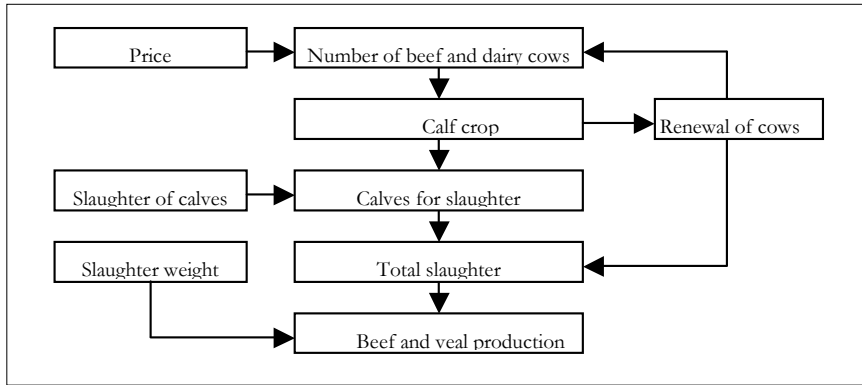 Price
Number of beef and dairy cows
Calf crop
Renewal of cows
Slaughter of calves
Calves for slaughter
Slaughter weight
Total slaughter
Beef and veal production